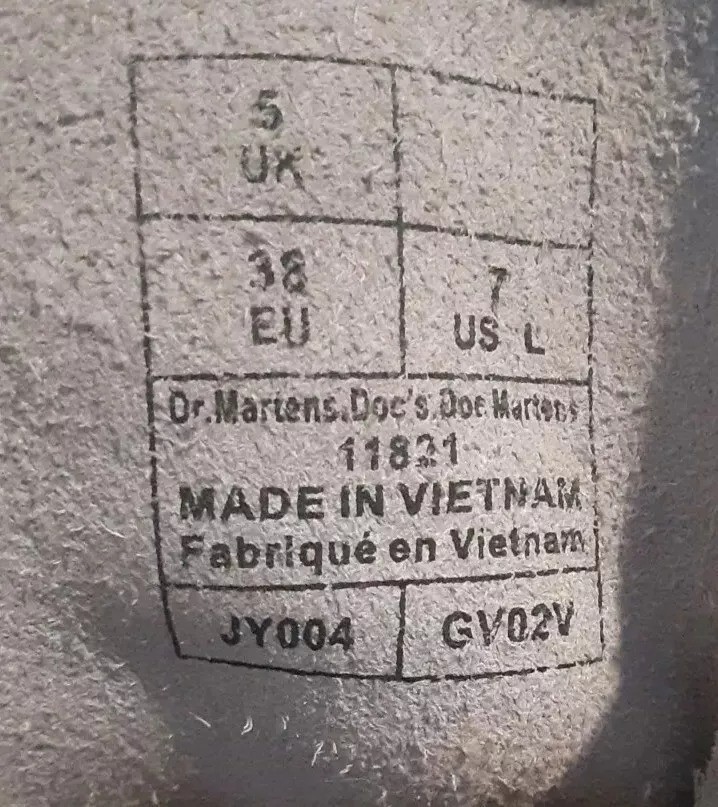 5
UK
38
EU
7
US L
Dr.Martens.Doc's.Doc Martens
11821
MADE IN VIETNAM
Fabriqué en Vietnam
JY004
GV02V